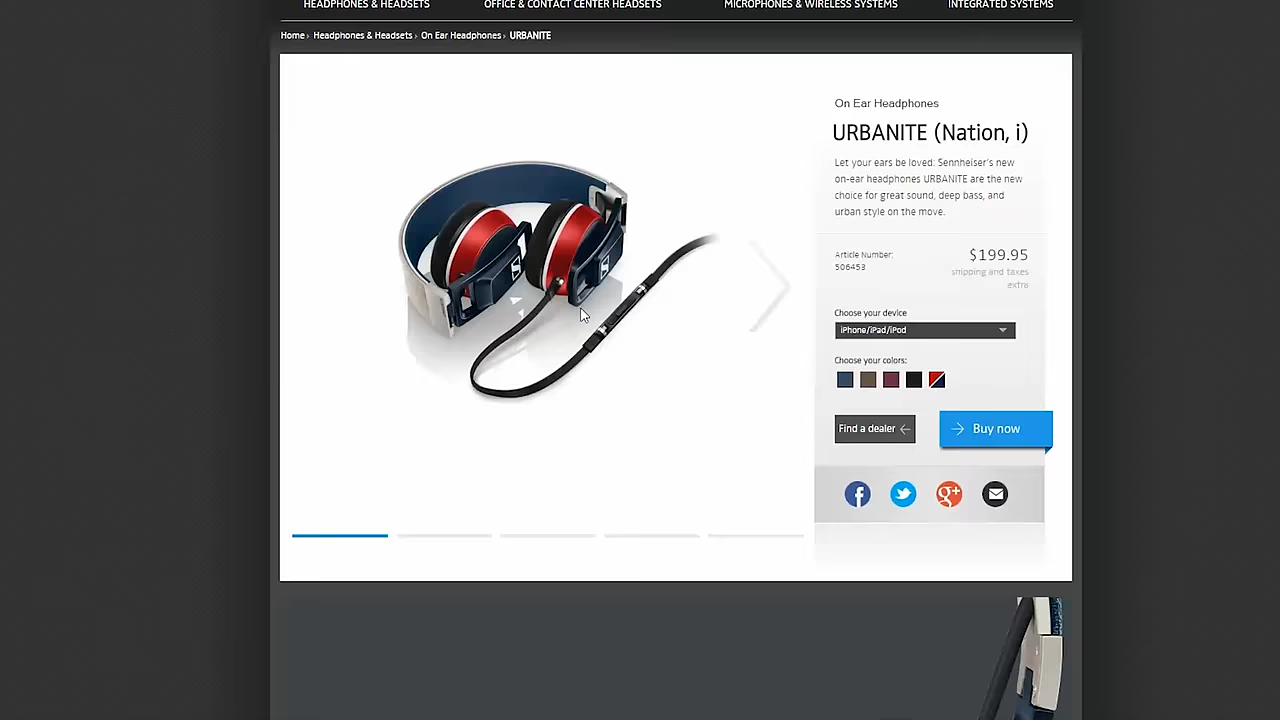 HEADPHONES & HEADSETS OFFICE & CONTACT CENTER HEADSETS MICROPHONES & WIRELESS SYSTEMS INTEGRATED SYSTEMS
Home › Headphones & Headsets › On Ear Headphones › URBANITE
On Ear Headphones
URBANITE (Nation, i)
Let your ears be loved: Sennheiser's new
on-ear headphones URBANITE are the new
choice for great sound, deep bass, and
urban style on the move.
Article Number:
506453
$199.95
shipping and taxes
extra
Choose your device
iPhone/iPad/iPod
Choose your colors:
Find a dealer
Buy now